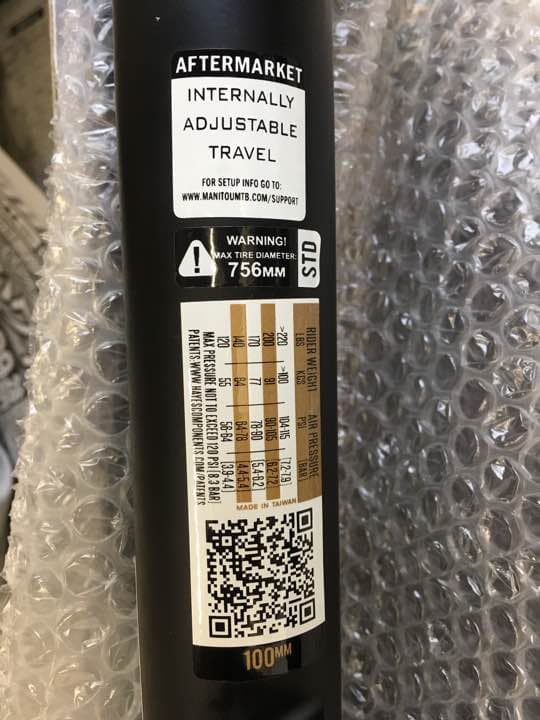 AFTERMARKET
INTERNALLY
ADJUSTABLE
TRAVEL
FOR SETUP INFO GO TO:
WWW.MANITOUMTB.COM/SUPPORT
WARNING!
MAX TIRE DIAMETER:
756MM
STD
RIDER WEIGHT AIR PRESSURE
LBS KGS PSI (BAR)
>220 >100 104-115 (7.2-7.9)
200 91 90-105 (6.2-7.2)
170 77 78-90 (5.4-6.2)
140 64 64-78 (4.4-5.4)
120 55 56-64 (3.9-4.4)
MAX PRESSURE NOT TO EXCEED 120 PSI (8.3 BAR)
PATENTS:WWW.HAYESCOMPONENTS.COM/PATENTS
MADE IN TAIWAN
100MM